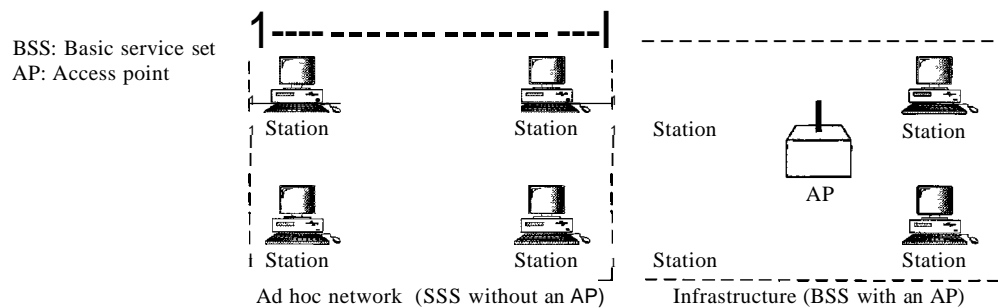 BSS: Basic service set
AP: Access point
Station Station Station Station
AP
Station Station Station Station
Ad hoc network (SSS without an AP) Infrastructure (BSS with an AP)